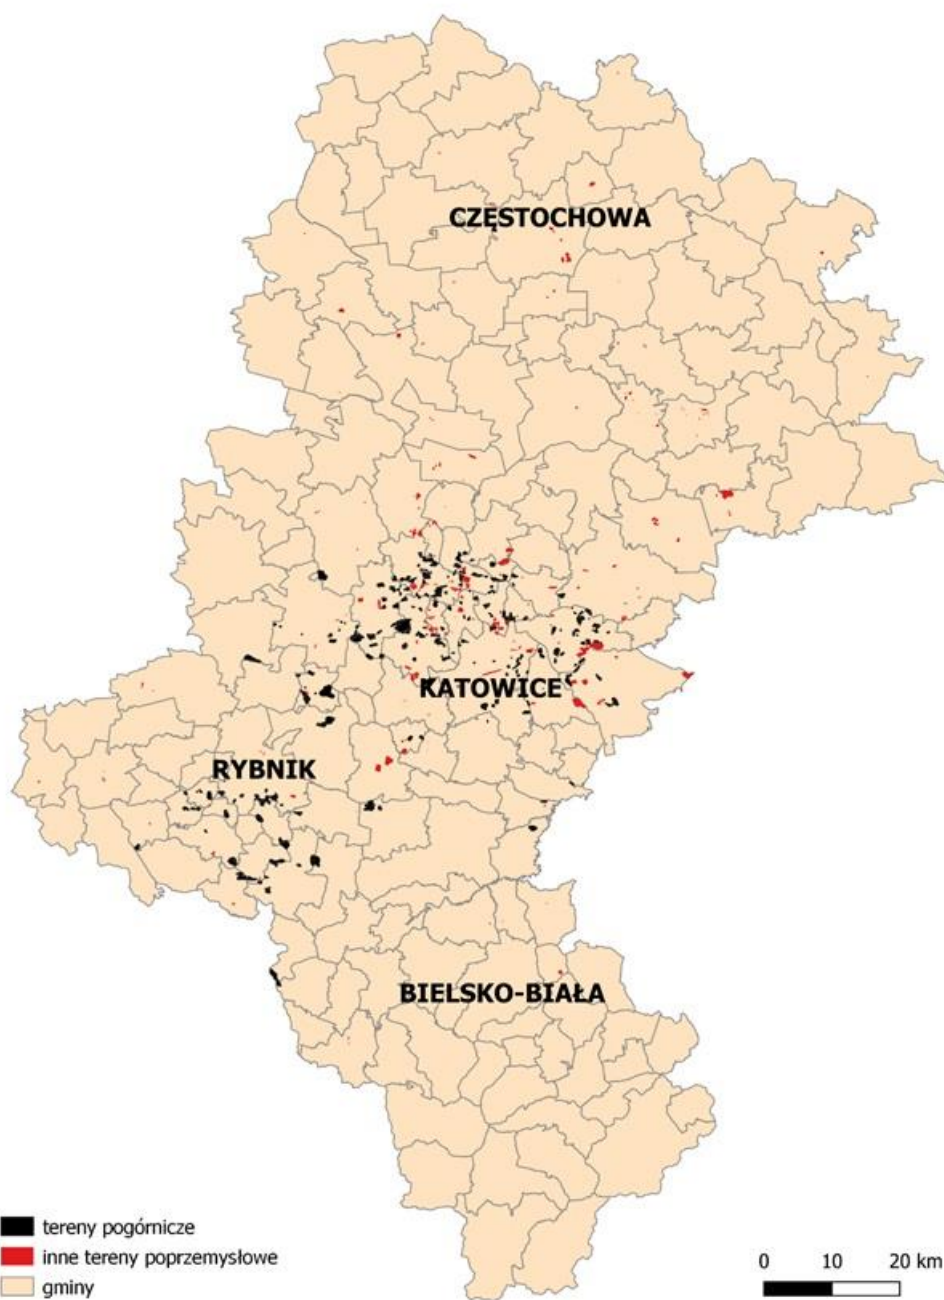 CZĘSTOCHOWA
KATOWICE
RYBNIK
BIELSKO-BIAŁA
tereny pogórnicze
inne tereny poprzemysłowe
gminy
0 10 20 km